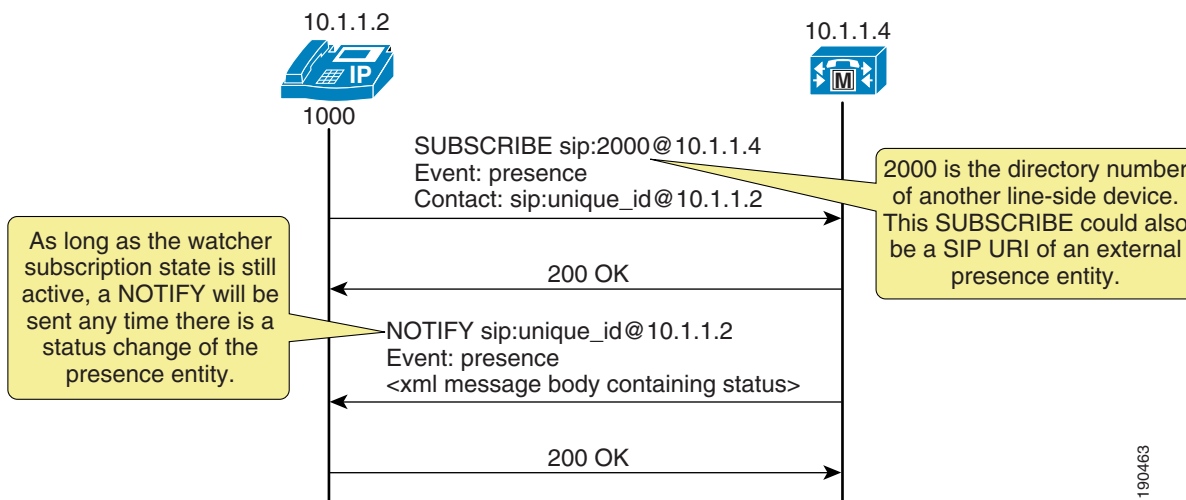 10.1.1.2
10.1.1.4
IP
M
1000
SUBSCRIBE sip:2000@10.1.1.4
Event: presence
Contact: sip:unique_id@10.1.1.2
2000 is the directory number
of another line-side device.
This SUBSCRIBE could also
be a SIP URI of an external
presence entity.
As long as the watcher
subscription state is still
active, a NOTIFY will be
sent any time there is a
status change of the
presence entity.
200 OK
NOTIFY sip:unique_id@10.1.1.2
Event: presence
<xml message body containing status>
200 OK
190463